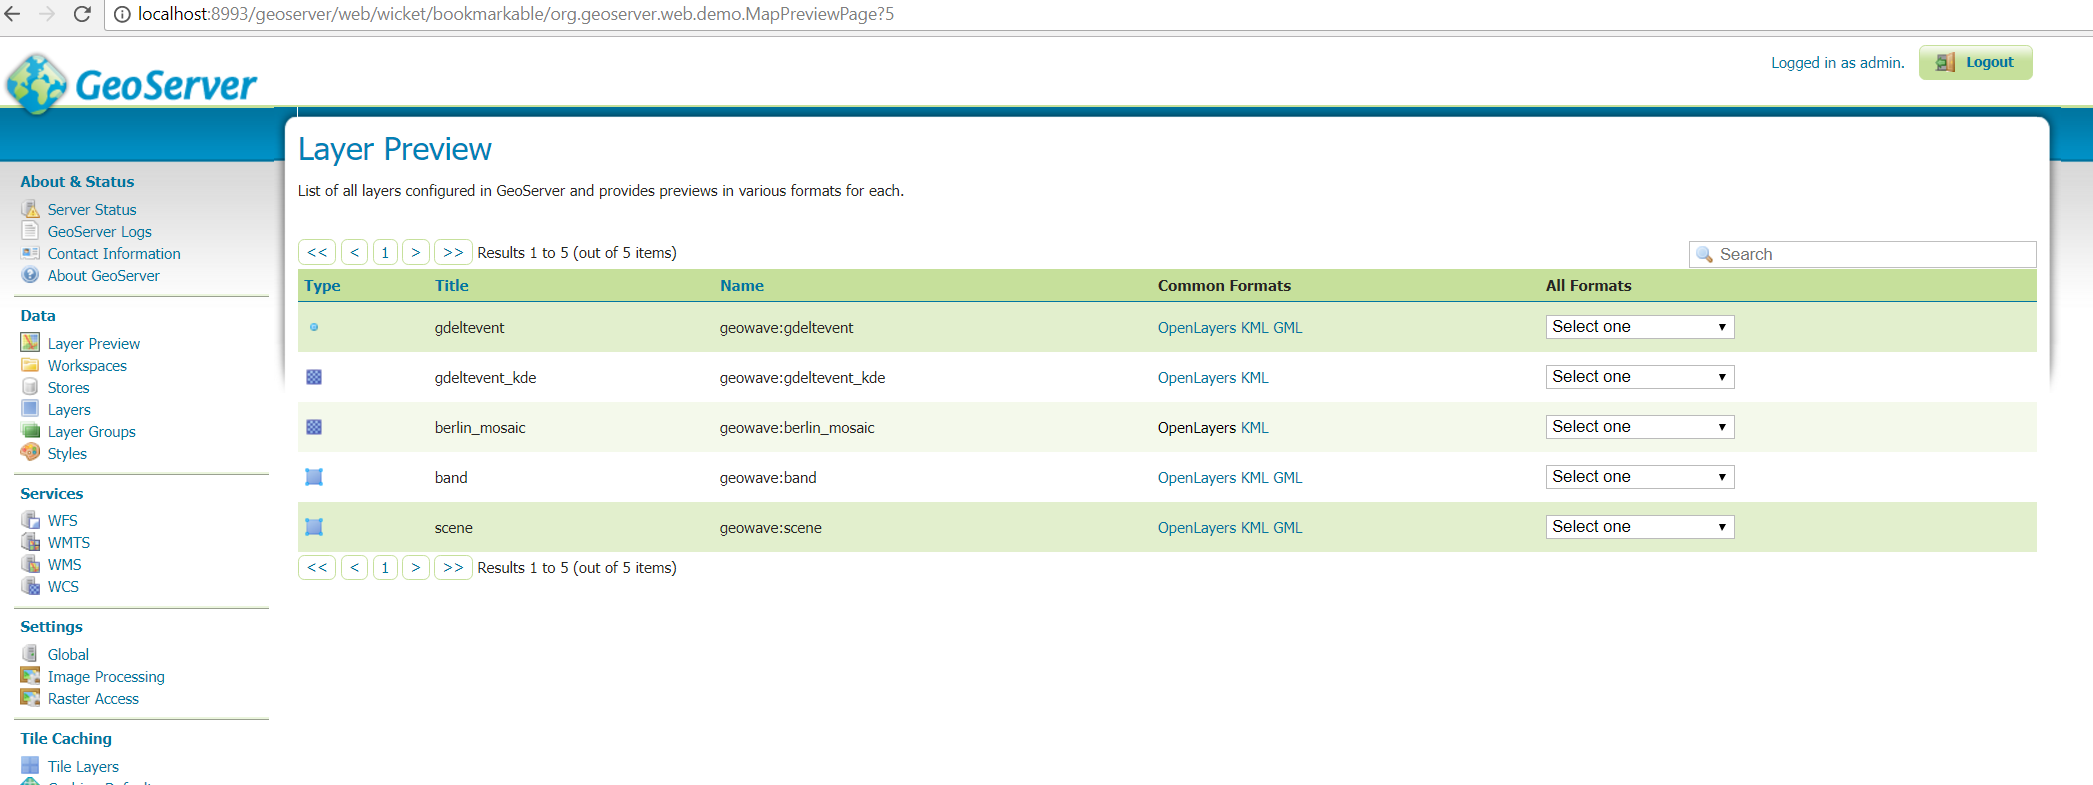 localhost:8993/geoserver/web/wicket/bookmarkable/org.geoserver.web.demo.MapPreviewPage?5
GeoServer
Logged in as admin. Logout
Layer Preview
List of all layers configured in GeoServer and provides previews in various formats for each.
<< < 1 > >> Results 1 to 5 (out of 5 items) Search
Type Title Name Common Formats All Formats
gdeltevent geowave:gdeltevent OpenLayers KML GML Select one
gdeltevent_kde geowave:gdeltevent_kde OpenLayers KML Select one
berlin_mosaic geowave:berlin_mosaic OpenLayers KML Select one
band geowave:band OpenLayers KML GML Select one
scene geowave:scene OpenLayers KML GML Select one
<< < 1 > >> Results 1 to 5 (out of 5 items)
About & Status
Server Status
GeoServer Logs
Contact Information
About GeoServer
Data
Layer Preview
Workspaces
Stores
Layers
Layer Groups
Styles
Services
WFS
WMTS
WMS
WCS
Settings
Global
Image Processing
Raster Access
Tile Caching
Tile Layers